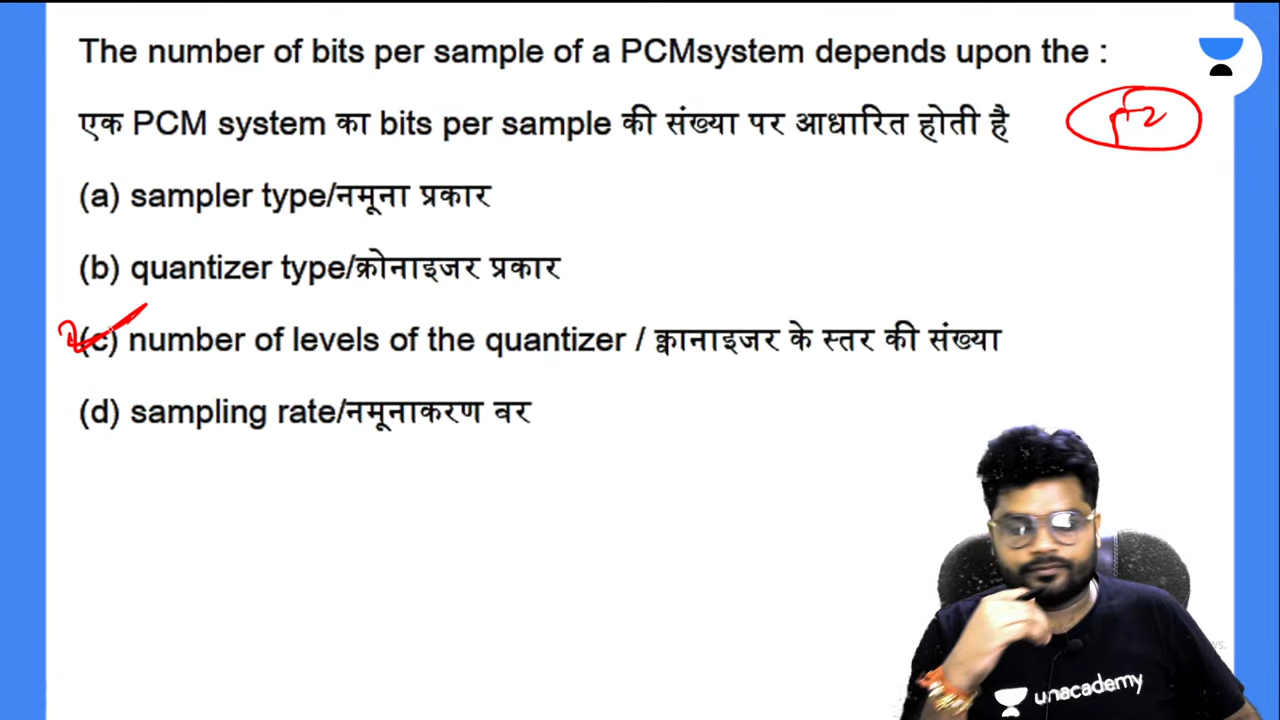 The number of bits per sample of a PCMsystem depends upon the :
एक PCM system का bits per sample की संख्या पर आधारित होती है
(a) sampler type/नमूना प्रकार
(b) quantizer type/क्रोनाइजर प्रकार
(c) number of levels of the quantizer / क्वानाइजर के स्तर की संख्या
(d) sampling rate/नमूनाकरण वर
unacademy